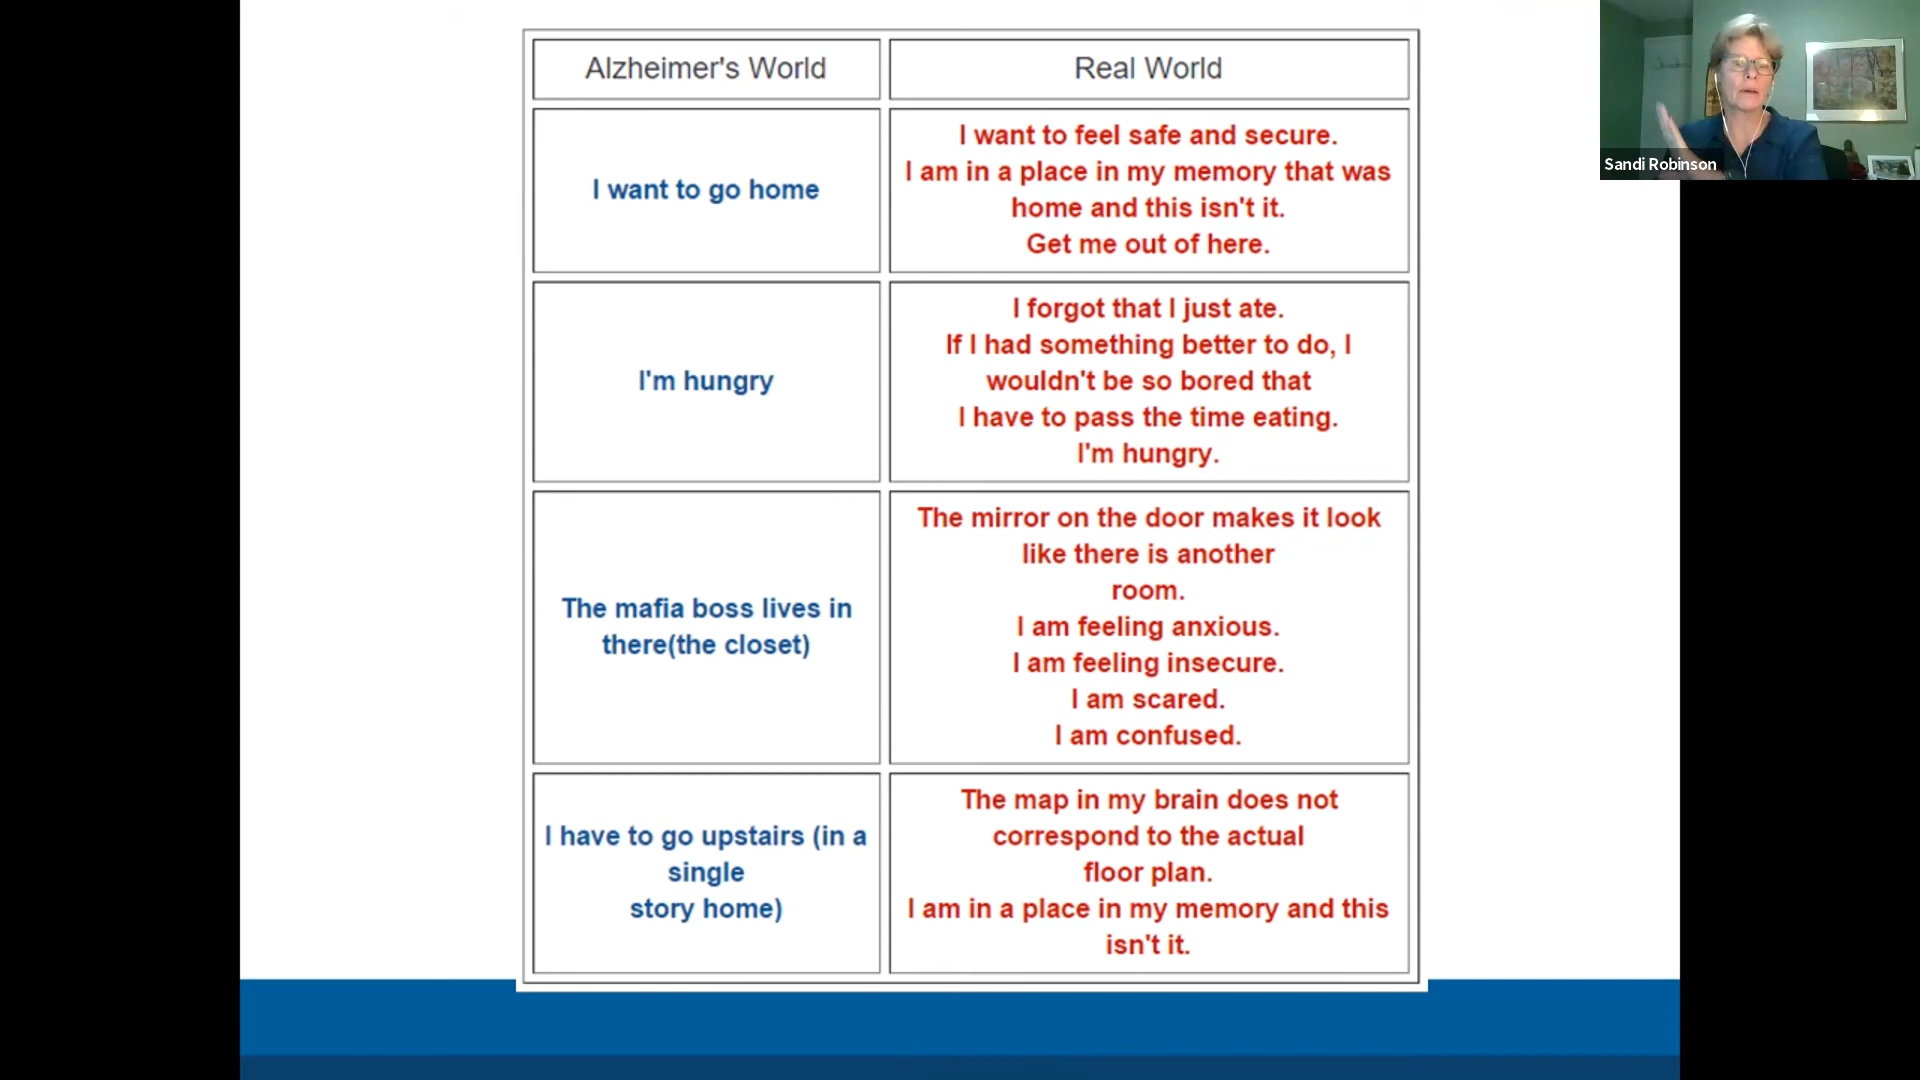 Alzheimer's World
Real World
I want to go home
I want to feel safe and secure.
I am in a place in my memory that was
home and this isn't it.
Get me out of here.
I'm hungry
I forgot that I just ate.
If I had something better to do, I
wouldn't be so bored that
I have to pass the time eating.
I'm hungry.
The mafia boss lives in
there(the closet)
The mirror on the door makes it look
like there is another
room.
I am feeling anxious.
I am feeling insecure.
I am scared.
I am confused.
I have to go upstairs (in a
single
story home)
The map in my brain does not
correspond to the actual
floor plan.
I am in a place in my memory and this
isn't it.
Sandi Robinson